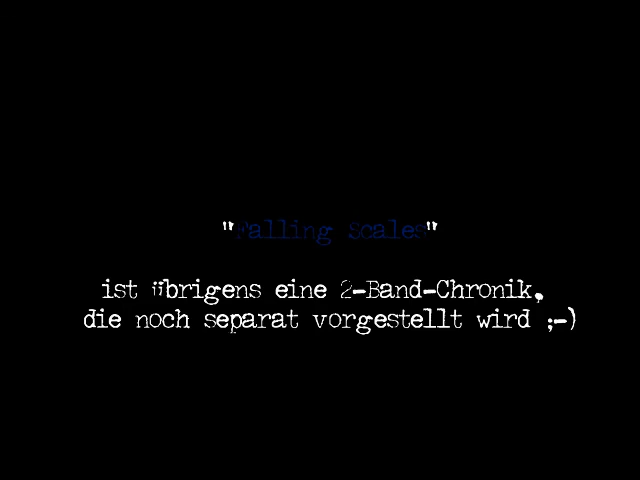 "Falling Scales"
ist übrigens eine 2-Band-Chronik,
die noch separat vorgestellt wird ;-)